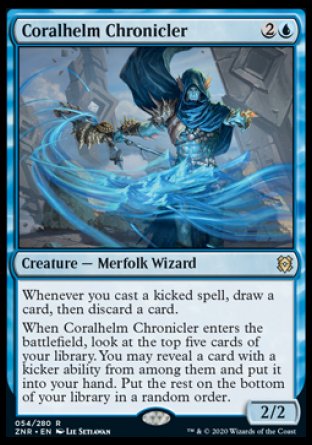 Coralhelm Chronicler 2
Creature — Merfolk Wizard
Whenever you cast a kicked spell, draw a
card, then discard a card.
When Coralhelm Chronicler enters the
battlefield, look at the top five cards of
your library. You may reveal a card with a
kicker ability from among them and put it
into your hand. Put the rest on the bottom
of your library in a random order.
2/2
054/280 R
ZNR • EN LIE SETIAWAN
™ & © 2020 Wizards of the Coast